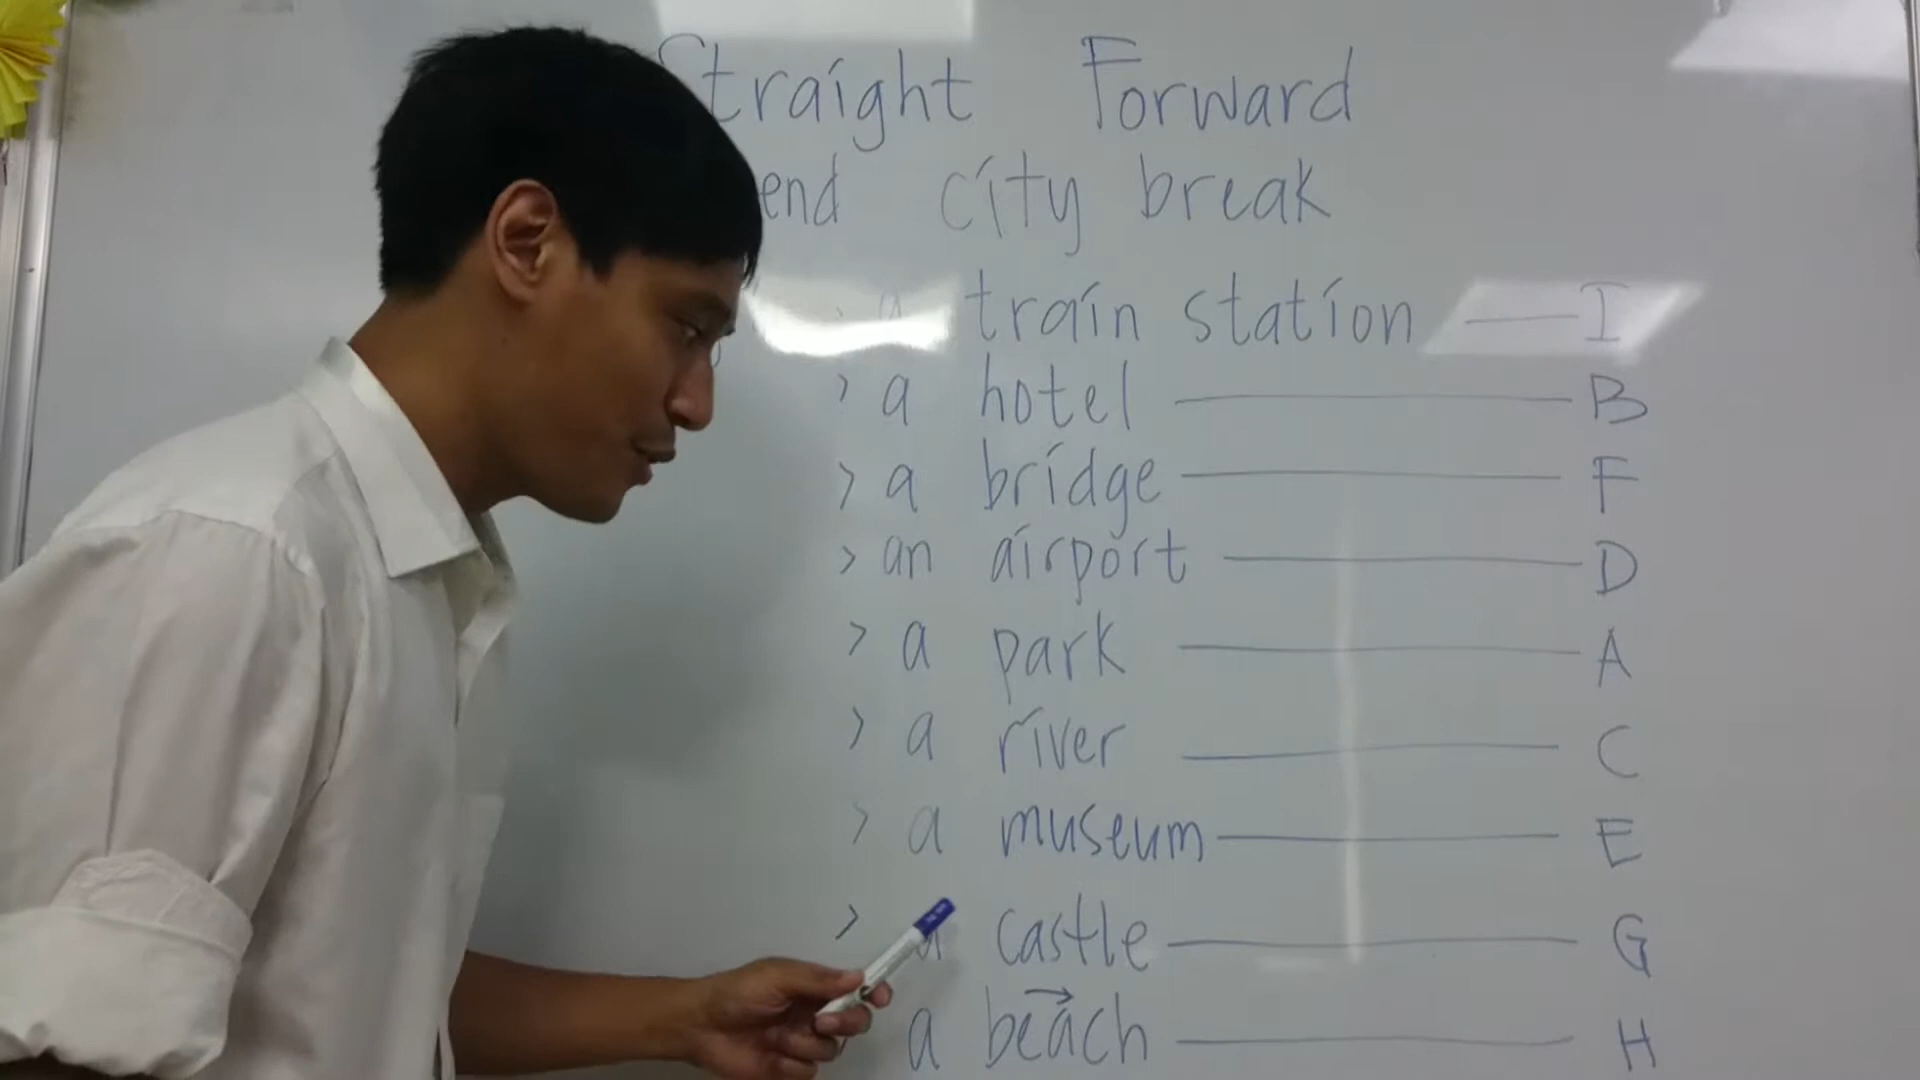 Straight Forward
end city break
> a train station — I
> a hotel — B
> a bridge — F
> an airport — D
> a park — A
> a river — C
> a museum — E
> a castle — G
a beach — H